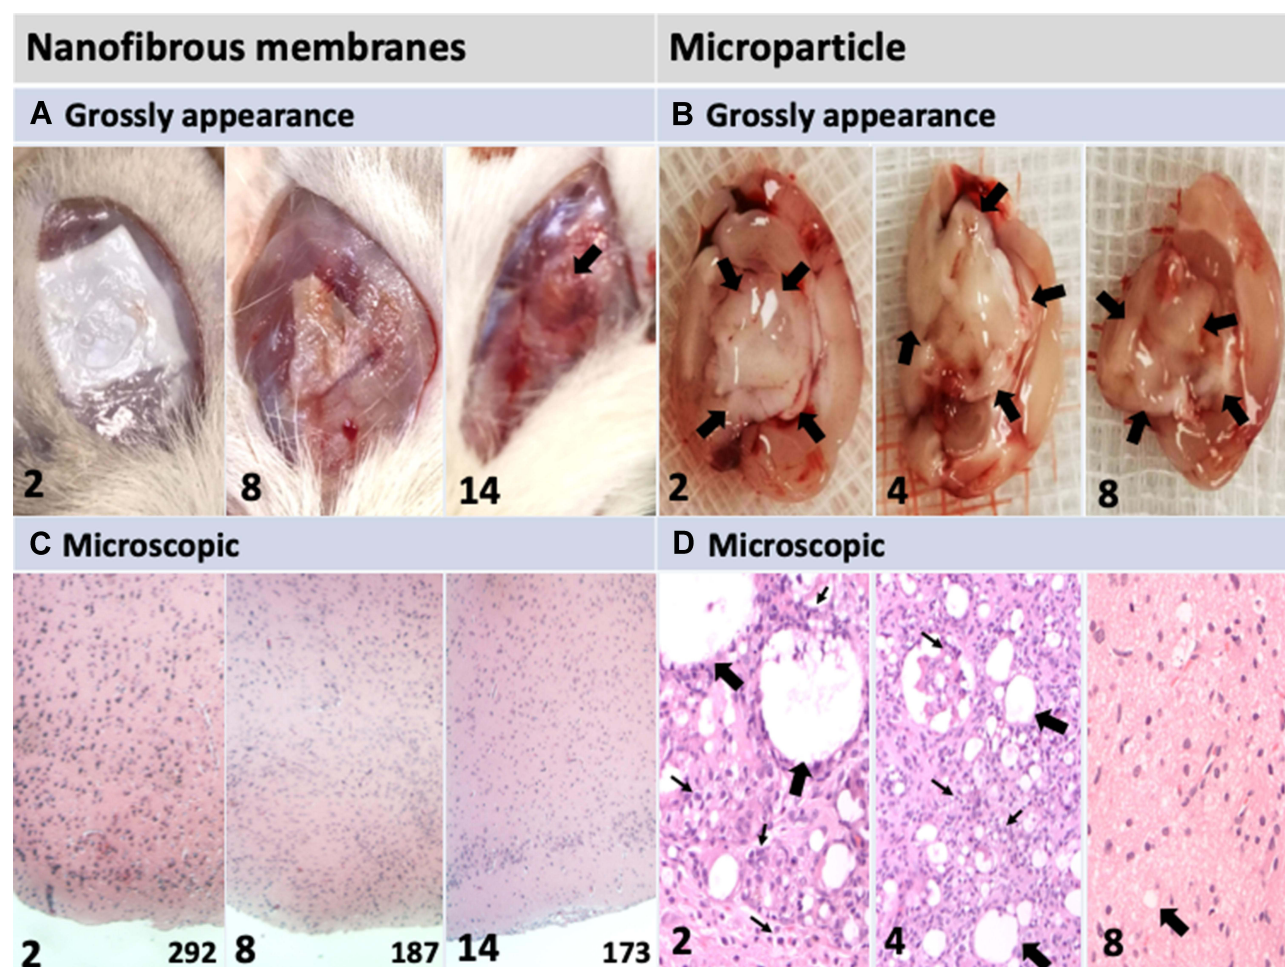 Nanofibrous membranes
Microparticle
A Grossly appearance
B Grossly appearance
2
8
14
2
4
8
C Microscopic
D Microscopic
2
292
8
187
14
173
2
4
8